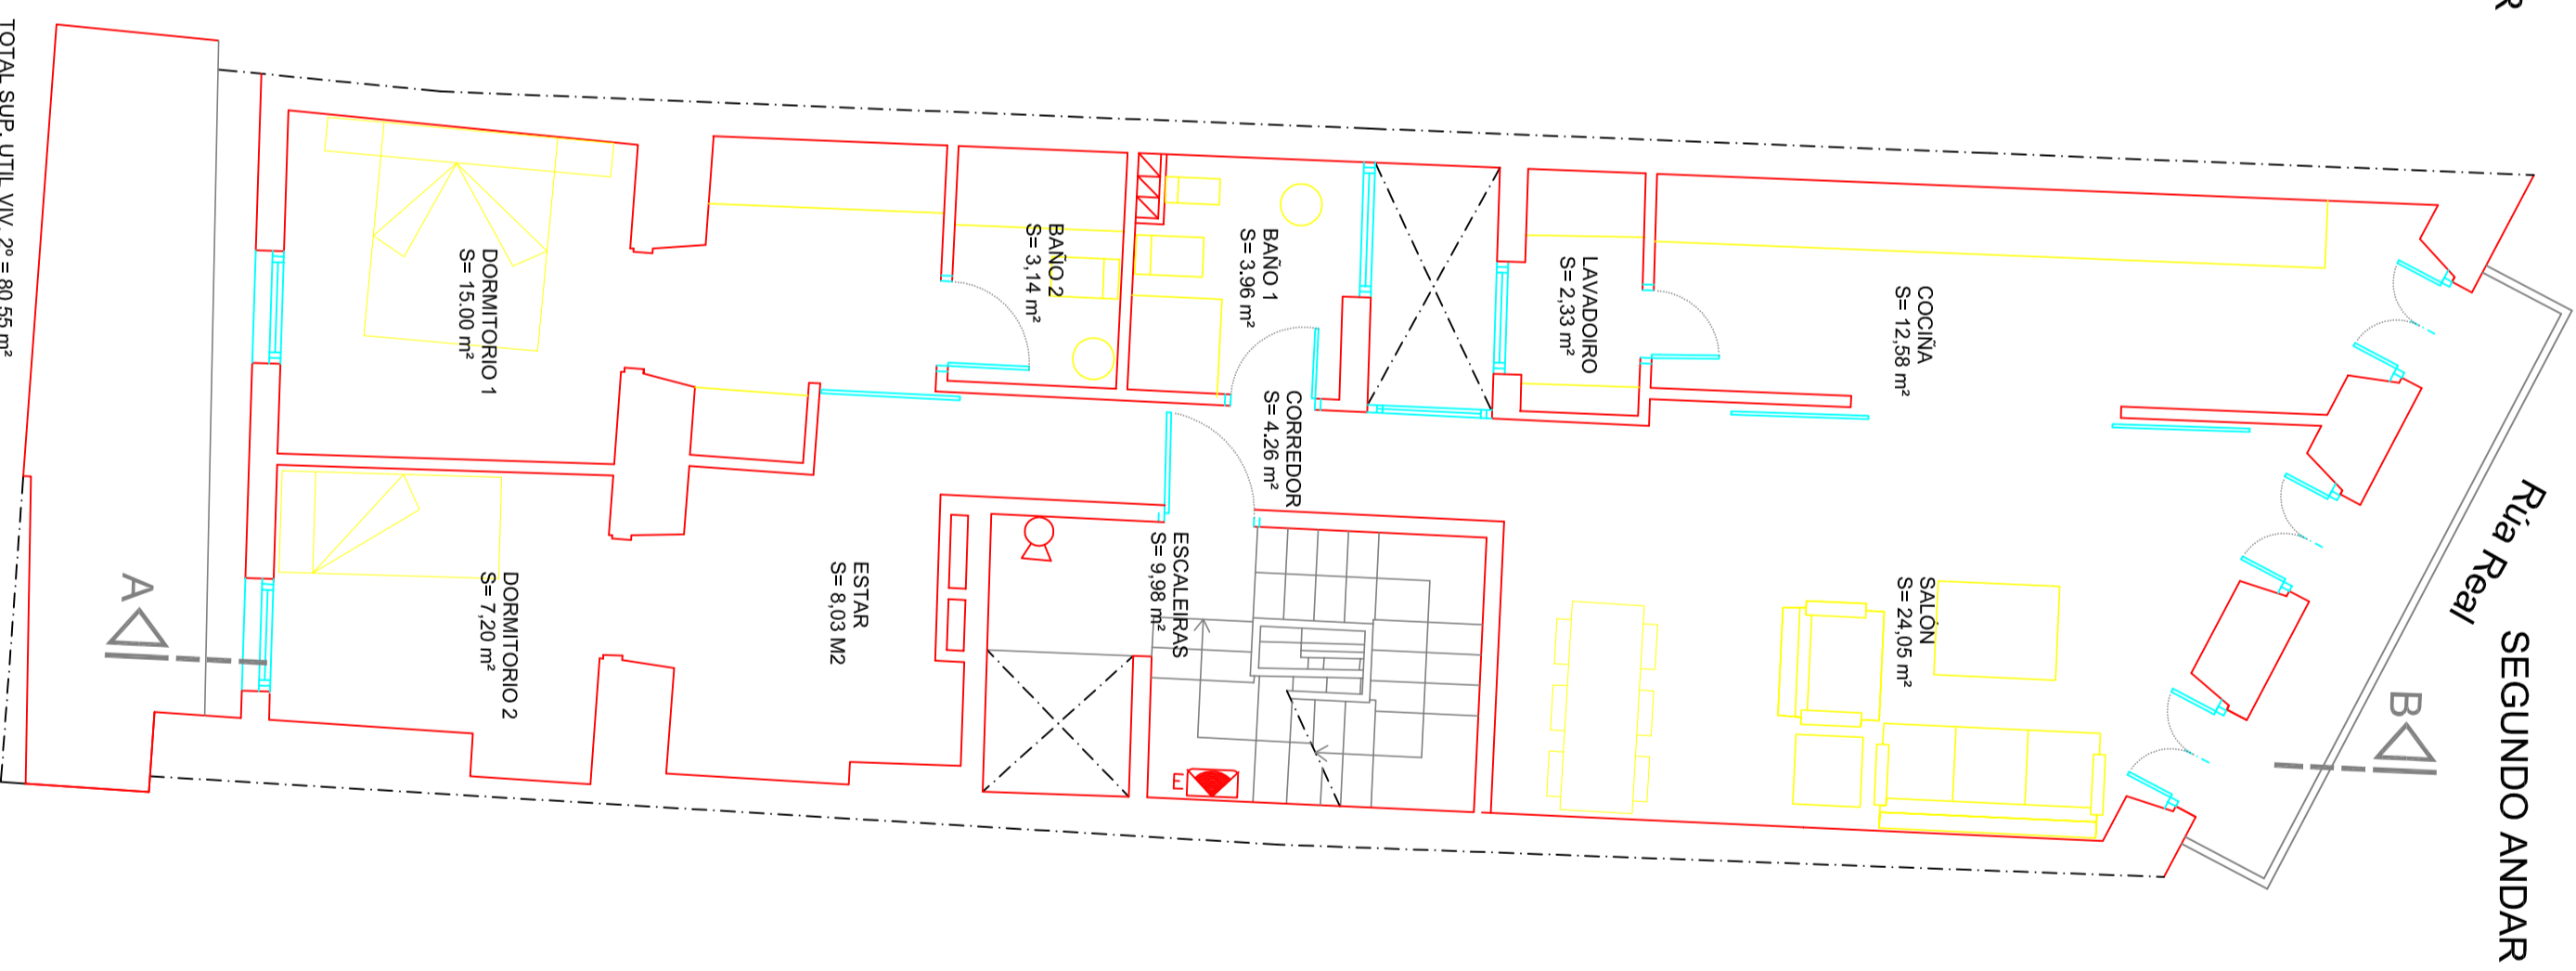 SEGUNDO ANDAR
Rúa Real
B
COCIÑA
S= 12,58 m²
SALÓN
S= 24,05 m²
LAVADOIRO
S= 2,33 m²
BAÑO 1
S= 3.96 m²
CORREDOR
S= 4.26 m²
ESCALEIRAS
S= 9,98 m²
E
BAÑO 2
S= 3,14 m²
ESTAR
S= 8,03 M2
DORMITORIO 1
S= 15.00 m²
DORMITORIO 2
S= 7,20 m²
A
TOTAL SUP. UTIL VIV. 2º = 80,55 m²
R